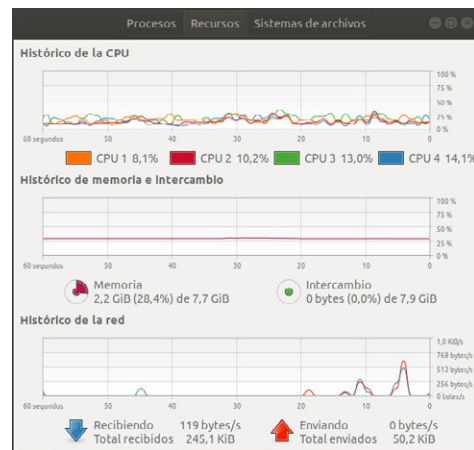 Procesos Recursos Sistemas de archivos
Histórico de la CPU
100 %
75 %
50 %
25 %
0 %
60 segundos 50 40 30 20 10 0
CPU 1 8,1% CPU 2 10,2% CPU 3 13,0% CPU 4 14,1%
Histórico de memoria e intercambio
100 %
75 %
50 %
25 %
0 %
60 segundos 50 40 30 20 10 0
Memoria Intercambio
2,2 GiB (28,4%) de 7,7 GiB 0 bytes (0,0%) de 7,9 GiB
Histórico de la red
1,0 KiB/s
768 bytes/s
512 bytes/s
256 bytes/s
0 bytes/s
60 segundos 50 40 30 20 10 0
Recibiendo 119 bytes/s Enviando 0 bytes/s
Total recibidos 245,1 KiB Total enviados 50,2 KiB